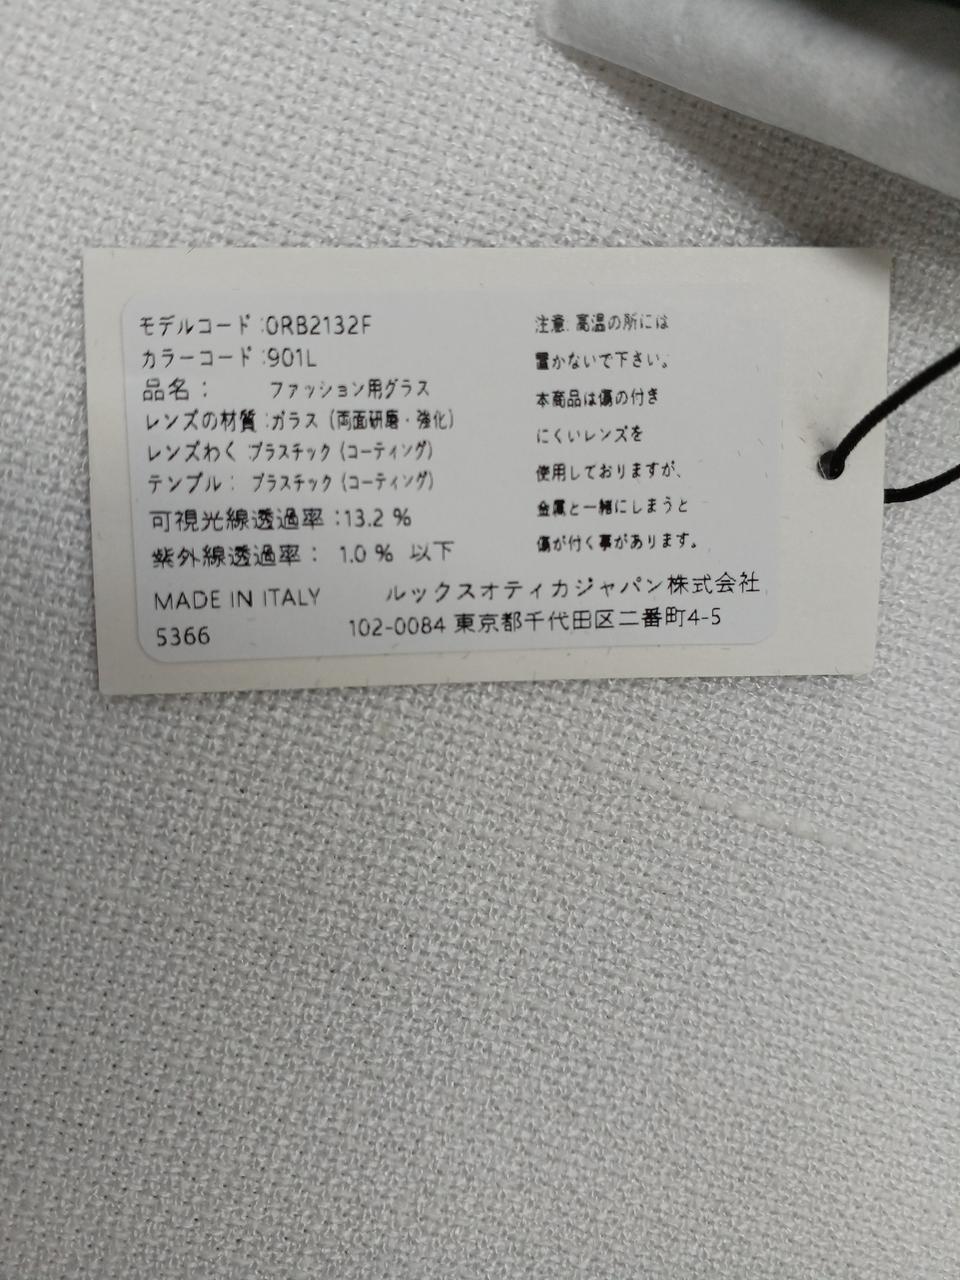 モデルコード:0RB2132F
カラーコード:901L
品名: ファッション用グラス
レンズの材質:ガラス(両面研磨・強化)
レンズわく プラスチック(コーティング)
テンプル: プラスチック(コーティング)
可視光線透過率:13.2 %
紫外線透過率: 1.0 % 以下
注意:高温の所には
置かないで下さい。
本商品は傷の付き
にくいレンズを
使用しておりますが、
金属と一緒にしまうと
傷が付く事があります。
MADE IN ITALY ルックスオティカジャパン株式会社
5366 102-0084 東京都千代田区二番町4-5